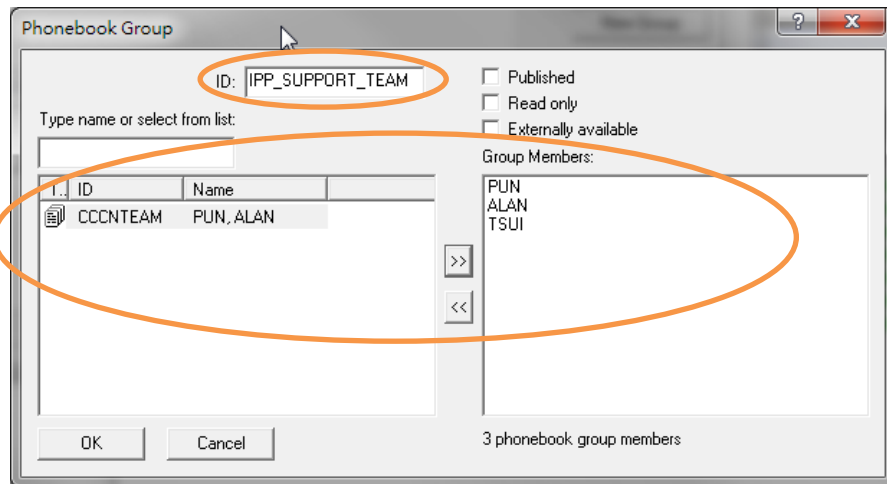 Phonebook Group
ID: IPP_SUPPORT_TEAM
Type name or select from list:
T.. ID Name
CCCNTEAM PUN, ALAN
>>
<<
OK Cancel
Published
Read only
Externally available
Group Members:
PUN
ALAN
TSUI
3 phonebook group members